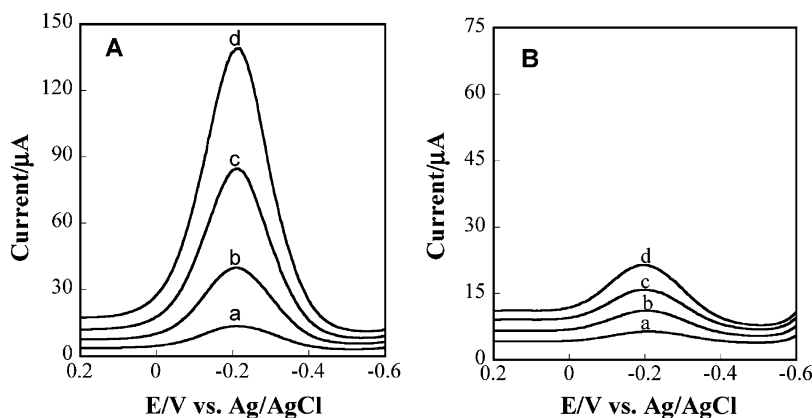 A
150
120
90
60
30
0
Current/µA
d
c
b
a
0.2 0 -0.2 -0.4 -0.6
E/V vs. Ag/AgCl
B
75
60
45
30
15
0
Current/µA
d
c
b
a
0.2 0 -0.2 -0.4 -0.6
E/V vs. Ag/AgCl